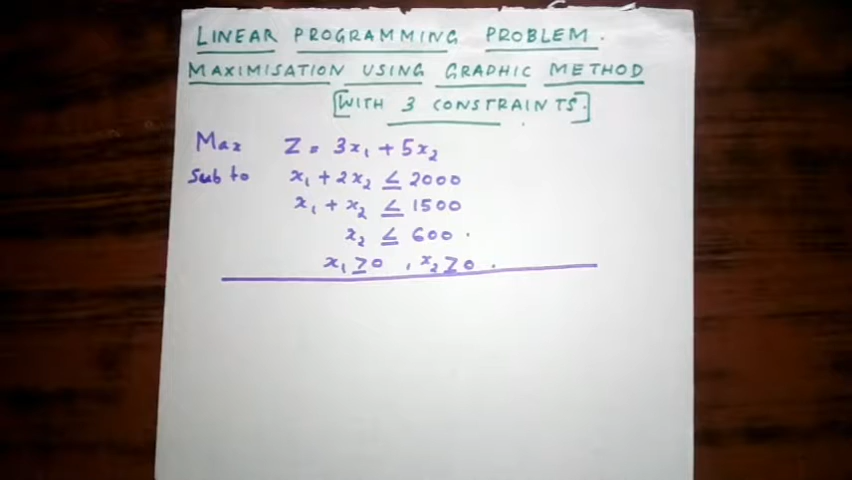 LINEAR PROGRAMMING PROBLEM.
MAXIMISATION USING GRAPHIC METHOD
[WITH 3 CONSTRAINTS.]
Max Z = 3x₁ + 5x₂
Sub to x₁ + 2x₂ ≤ 2000
x₁ + x₂ ≤ 1500
x₂ ≤ 600.
x₁ ≥ 0 , x₂ ≥ 0.